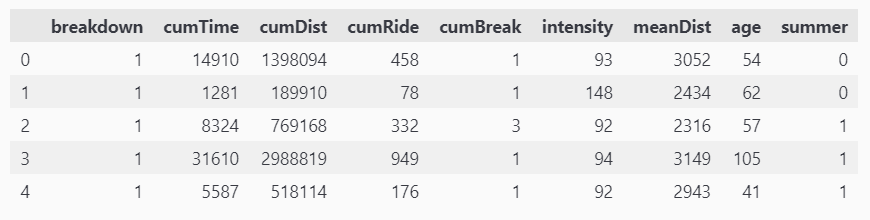 breakdown cumTime cumDist cumRide cumBreak intensity meanDist age summer
0 1 14910 1398094 458 1 93 3052 54 0
1 1 1281 189910 78 1 148 2434 62 0
2 1 8324 769168 332 3 92 2316 57 1
3 1 31610 2988819 949 1 94 3149 105 1
4 1 5587 518114 176 1 92 2943 41 1